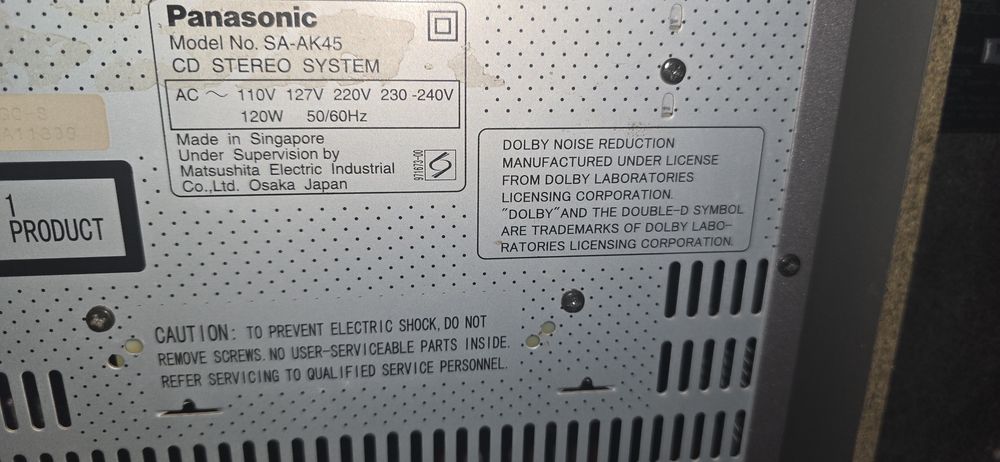 Panasonic
Model No. SA-AK45
CD STEREO SYSTEM
AC ～ 110V 127V 220V 230 -240V
120W 50/60Hz
Made in Singapore
Under Supervision by
Matsushita Electric Industrial
Co.,Ltd. Osaka Japan
971673-00
GQ-S
1
PRODUCT
DOLBY NOISE REDUCTION
MANUFACTURED UNDER LICENSE
FROM DOLBY LABORATORIES
LICENSING CORPORATION.
"DOLBY"AND THE DOUBLE-D SYMBOL
ARE TRADEMARKS OF DOLBY LABO-
RATORIES LICENSING CORPORATION.
CAUTION: TO PREVENT ELECTRIC SHOCK, DO NOT
REMOVE SCREWS. NO USER-SERVICEABLE PARTS INSIDE.
REFER SERVICING TO QUALIFIED SERVICE PERSONNEL.